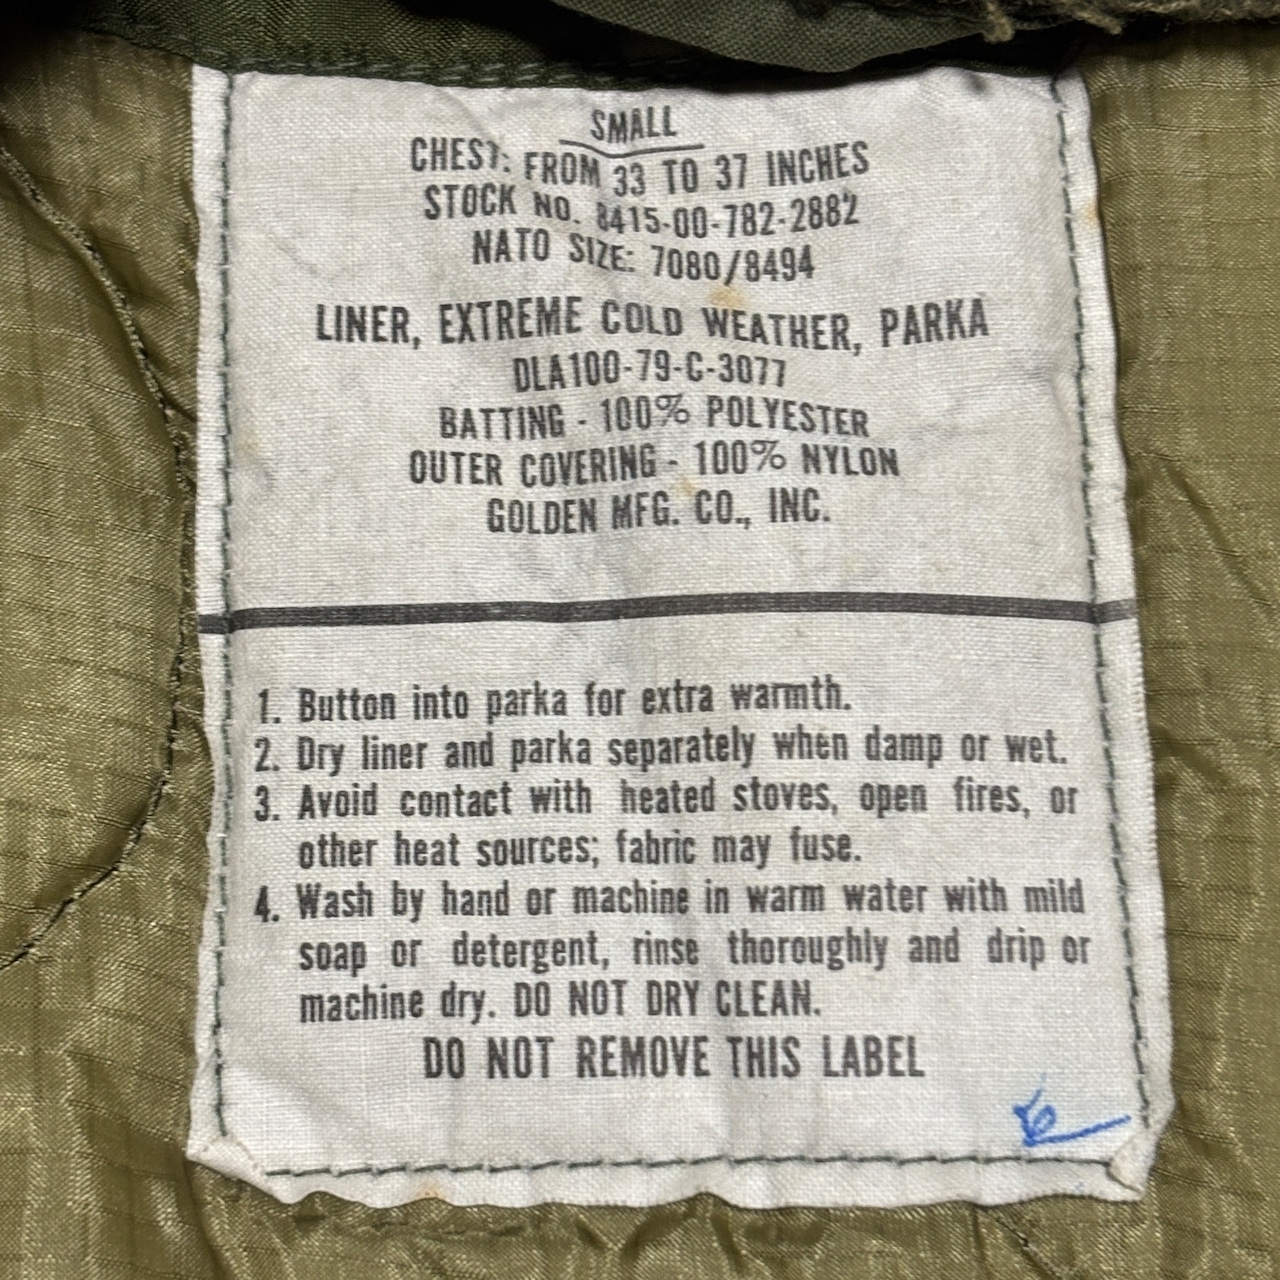 SMALL
CHEST: FROM 33 TO 37 INCHES
STOCK NO. 8415-00-782-2882
NATO SIZE: 7080/8494
LINER, EXTREME COLD WEATHER, PARKA
DLA100-79-C-3077
BATTING - 100% POLYESTER
OUTER COVERING - 100% NYLON
GOLDEN MFG. CO., INC.
1. Button into parka for extra warmth.
2. Dry liner and parka separately when damp or wet.
3. Avoid contact with heated stoves, open fires, or
other heat sources; fabric may fuse.
4. Wash by hand or machine in warm water with mild
soap or detergent, rinse thoroughly and drip or
machine dry. DO NOT DRY CLEAN.
DO NOT REMOVE THIS LABEL